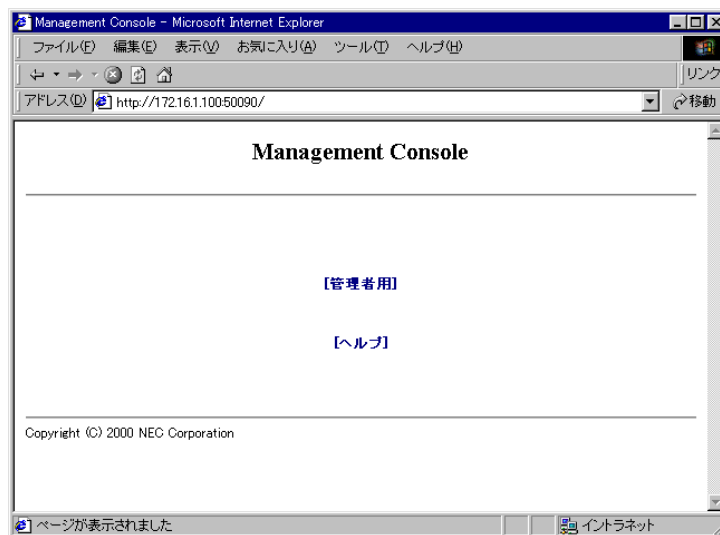 Management Console - Microsoft Internet Explorer
ファイル(F) 編集(E) 表示(V) お気に入り(A) ツール(T) ヘルプ(H)
リンク
アドレス(D) http://172.16.1.100:50090/ 移動
Management Console
[管理者用]
[ヘルプ]
Copyright (C) 2000 NEC Corporation
ページが表示されました イントラネット